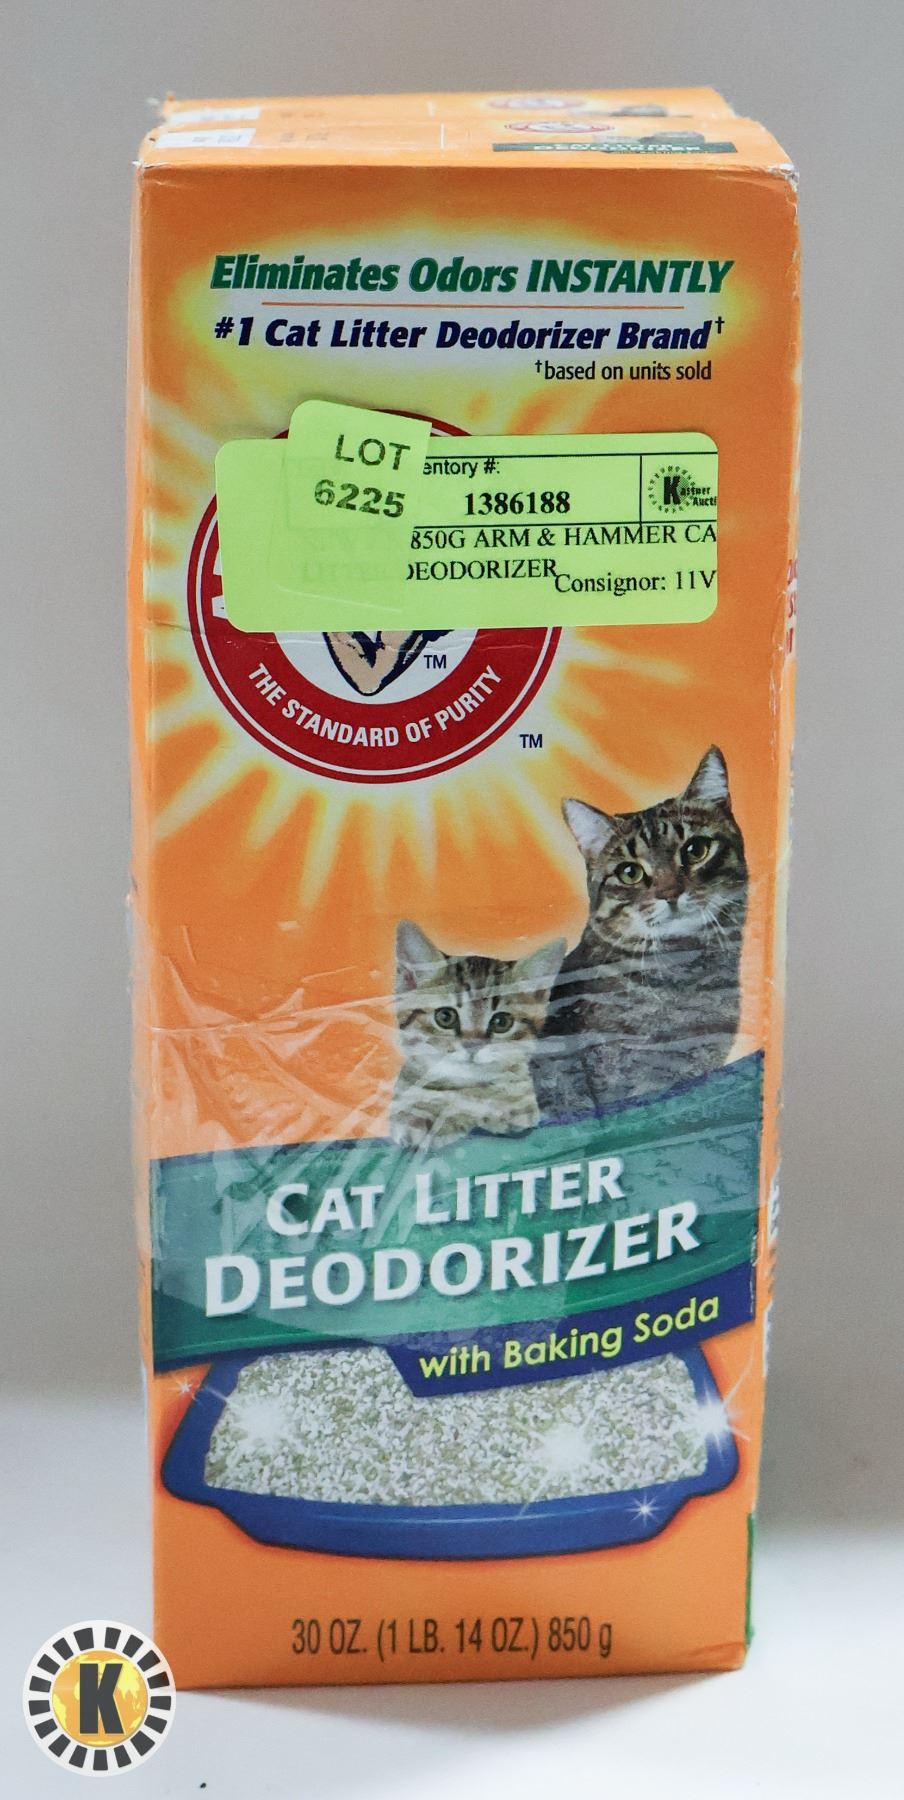 Eliminates Odors INSTANTLY
#1 Cat Litter Deodorizer Brand†
†based on units sold
LOT
6225
entory #:
1386188
850G ARM & HAMMER CA
DEODORIZER
Consignor: 11V
THE STANDARD OF PURITY
TM
TM
CAT LITTER
DEODORIZER
with Baking Soda
30 OZ. (1 LB. 14 OZ.) 850 g
K